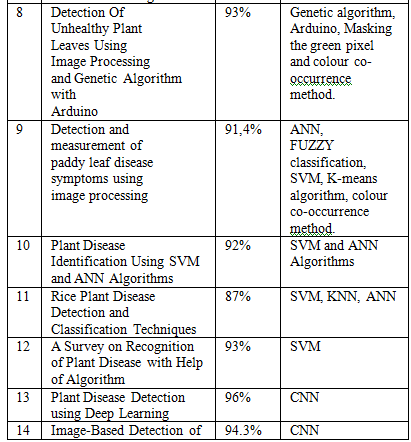 8 Detection Of 93% Genetic algorithm,
Unhealthy Plant Arduino, Masking
Leaves Using the green pixel
Image Processing and colour co-
and Genetic Algorithm occurrence
with method.
Arduino
9 Detection and 91,4% ANN,
measurement of FUZZY
paddy leaf disease classification,
symptoms using SVM, K-means
image processing algorithm, colour
co-occurrence
method.
10 Plant Disease 92% SVM and ANN
Identification Using SVM Algorithms
and ANN Algorithms
11 Rice Plant Disease 87% SVM, KNN, ANN
Detection and
Classification Techniques
12 A Survey on Recognition 93% SVM
of Plant Disease with Help
of Algorithm
13 Plant Disease Detection 96% CNN
using Deep Learning
14 Image-Based Detection of 94.3% CNN